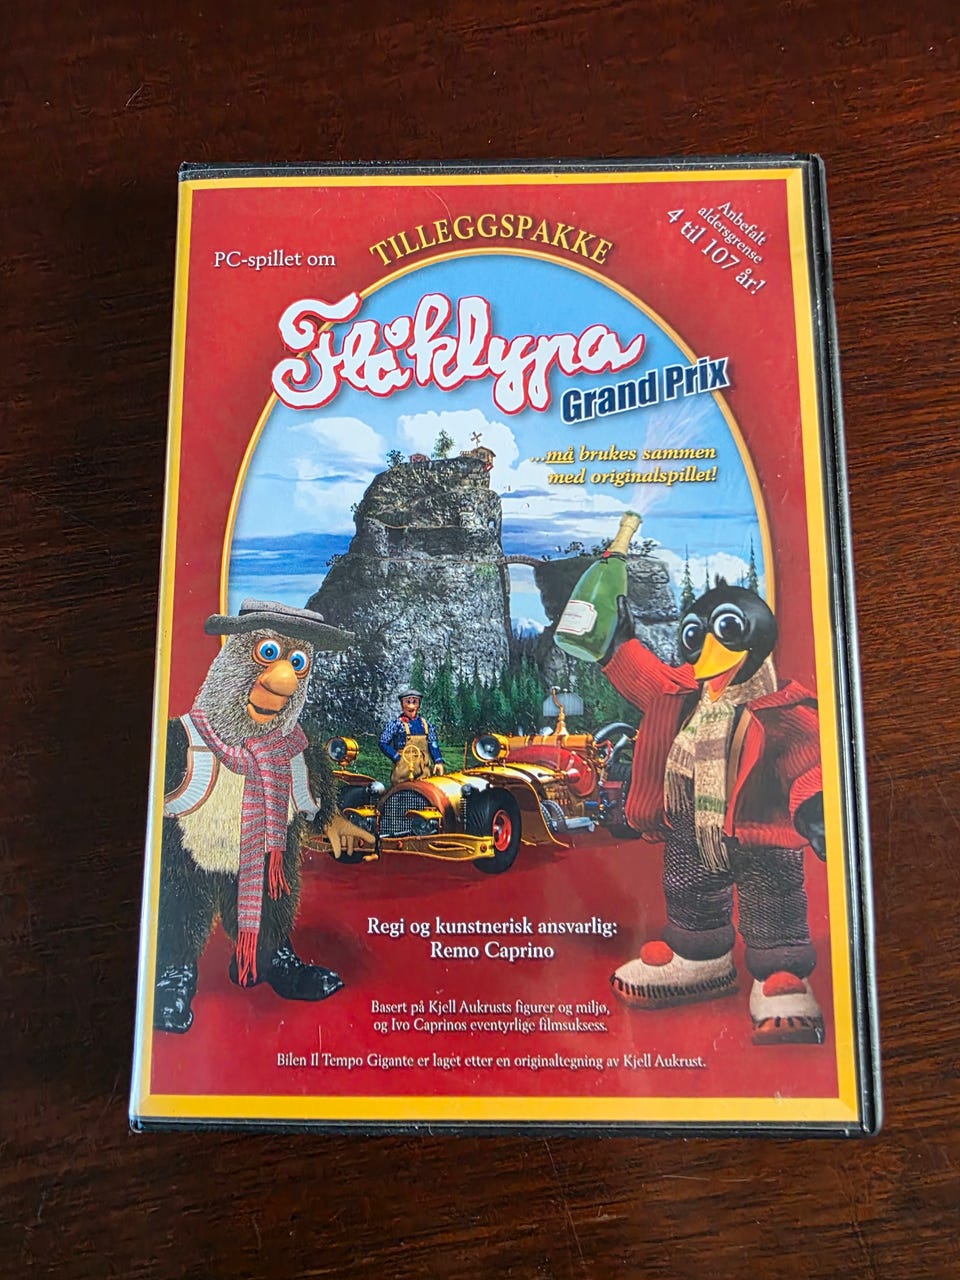 TILLEGGSPAKKE
Anbefalt
aldersgrense
4 til 107 år!
PC-spillet om
Flåklypa
Grand Prix
...må brukes sammen
med originalspillet!
Regi og kunstnerisk ansvarlig:
Remo Caprino
Basert på Kjell Aukrusts figurer og miljø,
og Ivo Caprinos eventyrlige filmsuksess.
Bilen Il Tempo Gigante er laget etter en originaltegning av Kjell Aukrust.